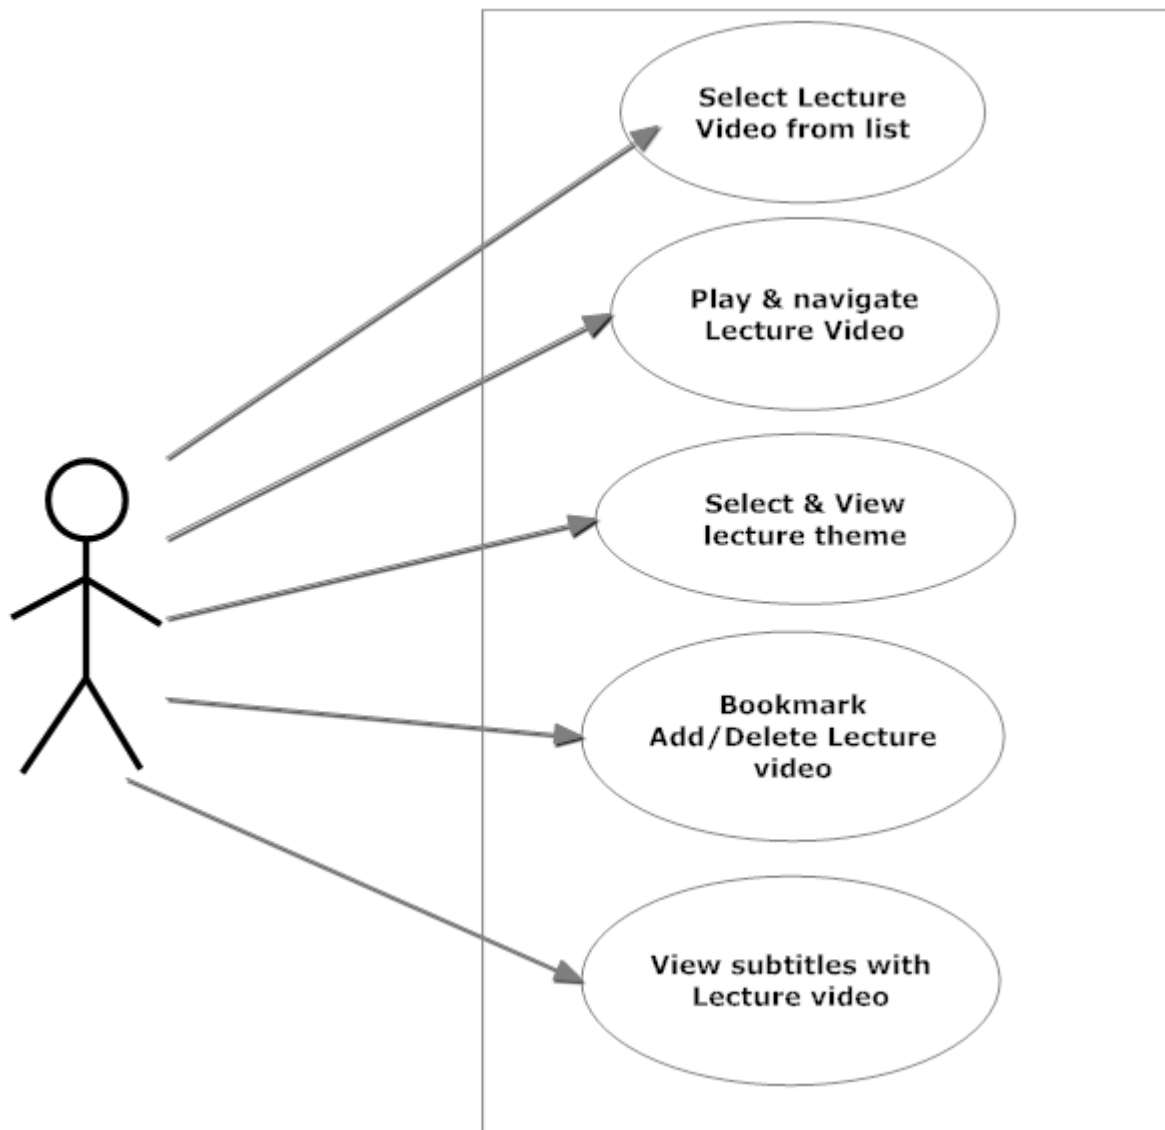 Select Lecture
Video from list
Play & navigate
Lecture Video
Select & View
lecture theme
Bookmark
Add/Delete Lecture
video
View subtitles with
Lecture video